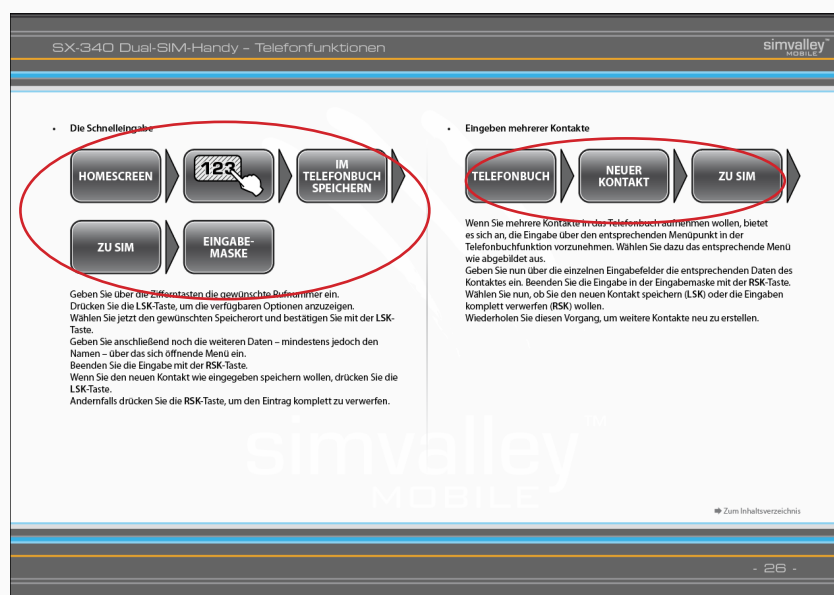 SX-340 Dual-SIM-Handy – Telefonfunktionen
simvalley™
MOBILE
• Die Schnelleingabe
HOMESCREEN
123
IM
TELEFONBUCH
SPEICHERN
ZU SIM
EINGABE-
MASKE
Geben Sie über die Zifferntasten die gewünschte Rufnummer ein.
Drücken Sie die LSK-Taste, um die verfügbaren Optionen anzuzeigen.
Wählen Sie jetzt den gewünschten Speicherort und bestätigen Sie mit der LSK-
Taste.
Geben Sie anschließend noch die weiteren Daten – mindestens jedoch den
Namen – über das sich öffnende Menü ein.
Beenden Sie die Eingabe mit der RSK-Taste.
Wenn Sie den neuen Kontakt wie eingegeben speichern wollen, drücken Sie die
LSK-Taste.
Andernfalls drücken Sie die RSK-Taste, um den Eintrag komplett zu verwerfen.
• Eingeben mehrerer Kontakte
TELEFONBUCH
NEUER
KONTAKT
ZU SIM
Wenn Sie mehrere Kontakte in das Telefonbuch aufnehmen wollen, bietet
es sich an, die Eingabe über den entsprechenden Menüpunkt in der
Telefonbuchfunktion vorzunehmen. Wählen Sie dazu das entsprechende Menü
wie abgebildet aus.
Geben Sie nun über die einzelnen Eingabefelder die entsprechenden Daten des
Kontaktes ein. Beenden Sie die Eingabe in der Eingabemaske mit der RSK-Taste.
Wählen Sie nun, ob Sie den neuen Kontakt speichern (LSK) oder die Eingaben
komplett verwerfen (RSK) wollen.
Wiederholen Sie diesen Vorgang, um weitere Kontakte neu zu erstellen.
simvalley™
MOBILE
➠ Zum Inhaltsverzeichnis
- 26 -